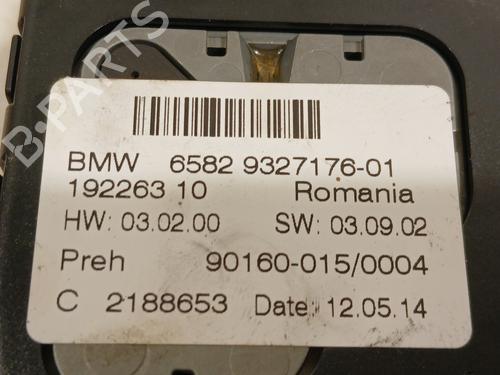 B-PARTS
BMW 6582 9327176-01
192263 10 Romania
HW: 03.02.00 SW: 03.09.02
Preh 90160-015/0004
C 2188653 Date: 12.05.14